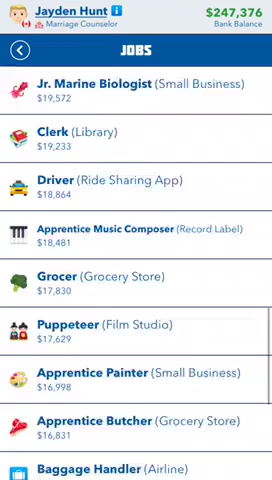 Jayden Hunt
$247,376
Marriage Counselor
Bank Balance
JOBS
Jr. Marine Biologist (Small Business)
$19,572
Clerk (Library)
$19,233
Driver (Ride Sharing App)
$18,864
Apprentice Music Composer (Record Label)
$18,481
Grocer (Grocery Store)
$17,830
Puppeteer (Film Studio)
$17,629
Apprentice Painter (Small Business)
$16,998
Apprentice Butcher (Grocery Store)
$16,831
Baggage Handler (Airline)